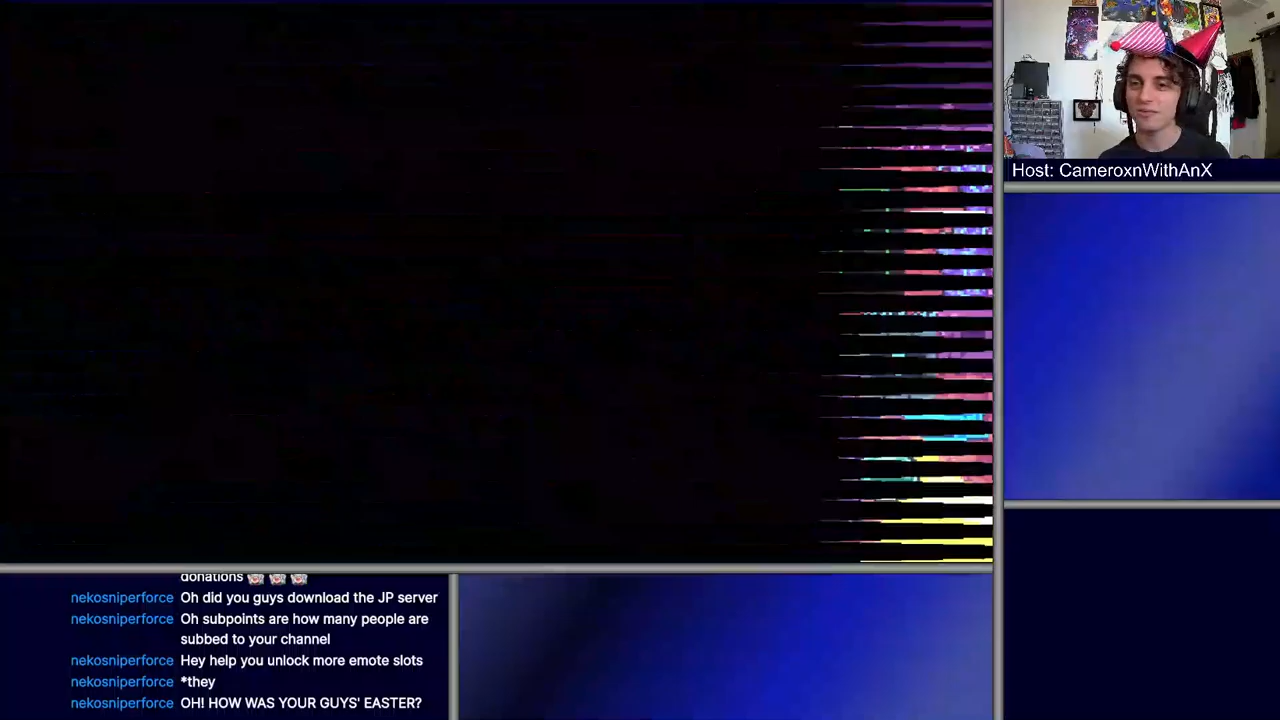 Host: CameroxnWithAnX
donations
nekosniperforce Oh did you guys download the JP server
nekosniperforce Oh subpoints are how many people are
subbed to your channel
nekosniperforce Hey help you unlock more emote slots
nekosniperforce *they
nekosniperforce OH! HOW WAS YOUR GUYS' EASTER?